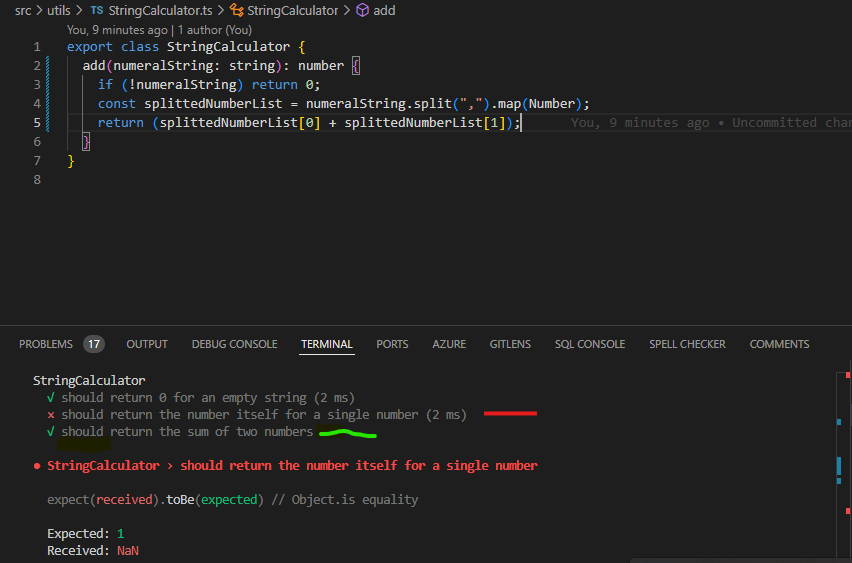 src > utils > TS StringCalculator.ts > StringCalculator > add
You, 9 minutes ago | 1 author (You)
1 export class StringCalculator {
2 add(numeralString: string): number {
3 if (!numeralString) return 0;
4 const splittedNumberList = numeralString.split(",").map(Number);
5 return (splittedNumberList[0] + splittedNumberList[1]); You, 9 minutes ago • Uncommitted chan
6 }
7 }
8
PROBLEMS 17 OUTPUT DEBUG CONSOLE TERMINAL PORTS AZURE GITLENS SQL CONSOLE SPELL CHECKER COMMENTS
StringCalculator
√ should return 0 for an empty string (2 ms)
× should return the number itself for a single number (2 ms)
√ should return the sum of two numbers
● StringCalculator › should return the number itself for a single number
expect(received).toBe(expected) // Object.is equality
Expected: 1
Received: NaN